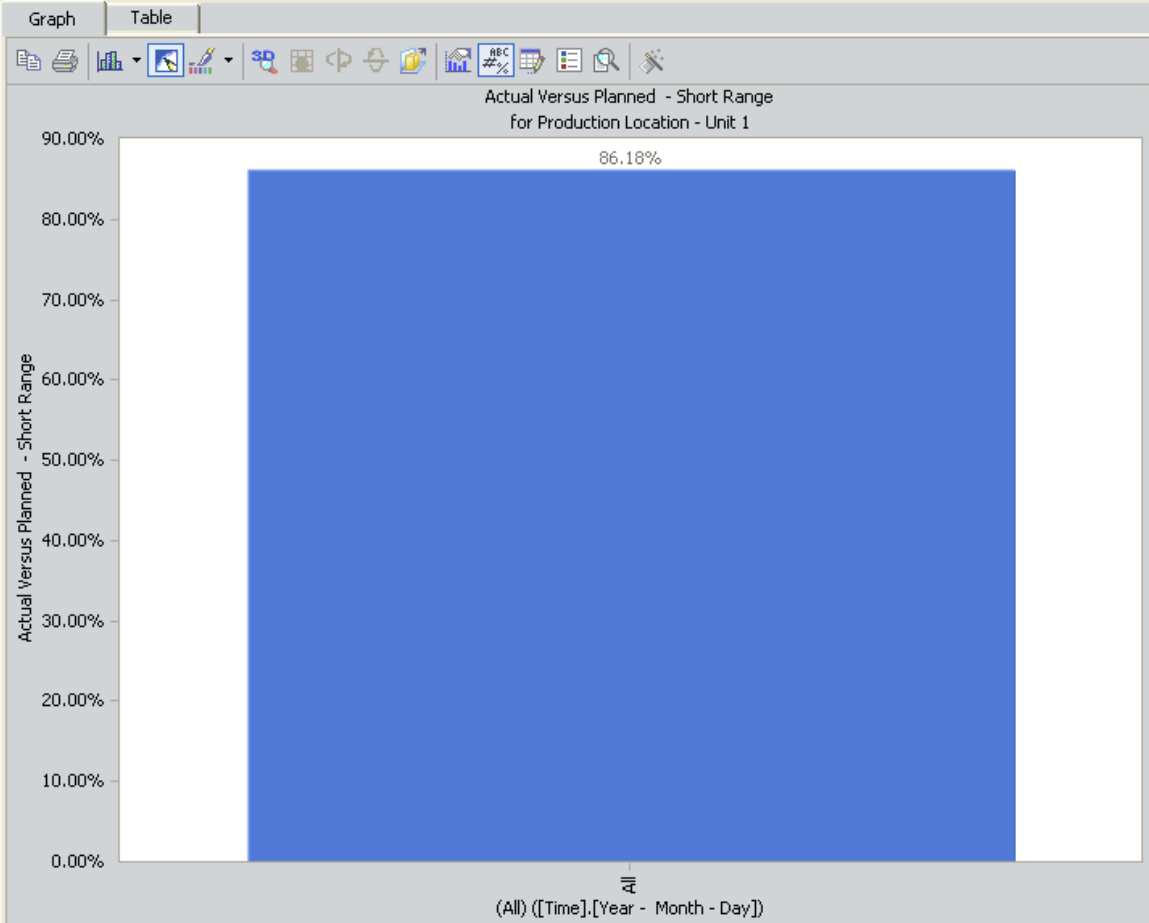 Graph Table
3D ABC #%
Actual Versus Planned - Short Range
for Production Location - Unit 1
90.00%
86.18%
80.00%
70.00%
60.00%
50.00%
40.00%
30.00%
20.00%
10.00%
0.00%
Actual Versus Planned - Short Range
All
(All) ([Time].[Year - Month - Day])